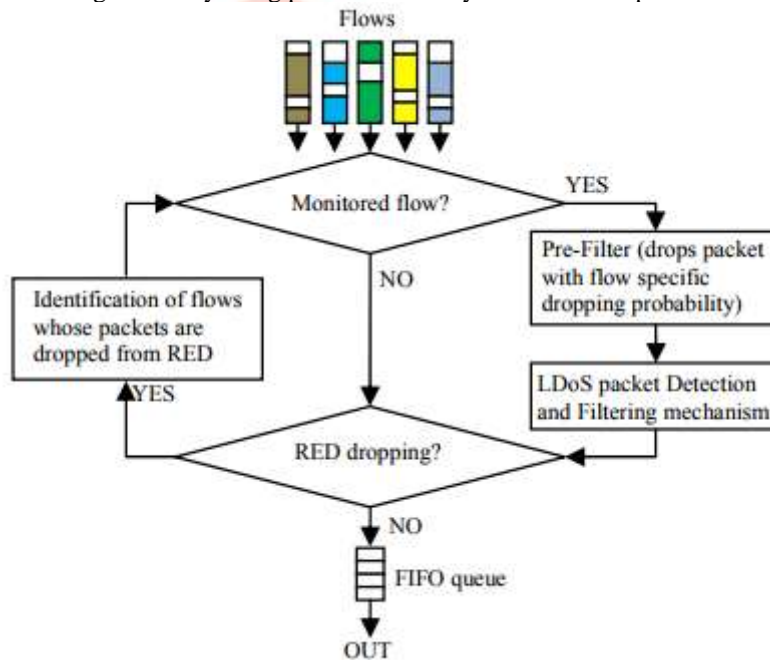 Flows
Monitored flow?
YES
Pre-Filter (drops packet
with flow specific
dropping probability)
NO
Identification of flows
whose packets are
dropped from RED
LDoS packet Detection
and Filtering mechanism
YES
RED dropping?
NO
FIFO queue
OUT